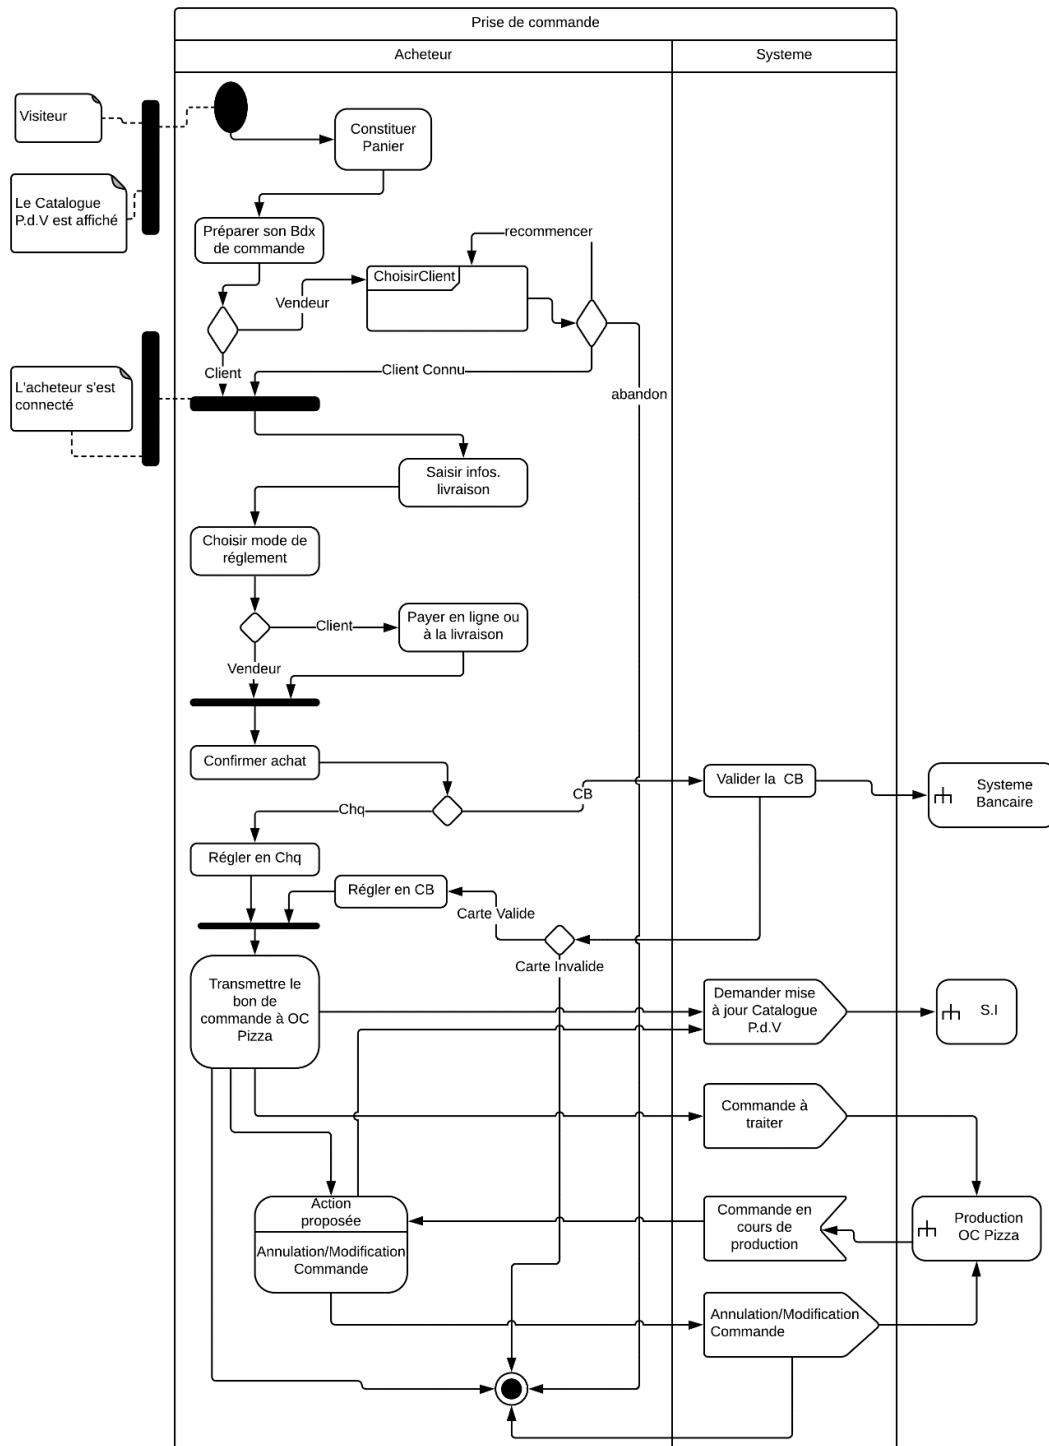 Prise de commande
Acheteur
Systeme
Visiteur
Constituer
Panier
Le Catalogue
P.d.V est affiché
Préparer son Bdx
de commande
recommencer
ChoisirClient
Vendeur
Client
Client Connu
abandon
L'acheteur s'est
connecté
Saisir infos.
livraison
Choisir mode de
réglement
Client
Payer en ligne ou
à la livraison
Vendeur
Confirmer achat
Valider la CB
Systeme
Bancaire
CB
Chq
Régler en Chq
Régler en CB
Carte Valide
Carte Invalide
Transmettre le
bon de
commande à OC
Pizza
Demander mise
à jour Catalogue
P.d.V
S.I
Commande à
traiter
Action
proposée
Annulation/Modification
Commande
Commande en
cours de
production
Production
OC Pizza
Annulation/Modification
Commande